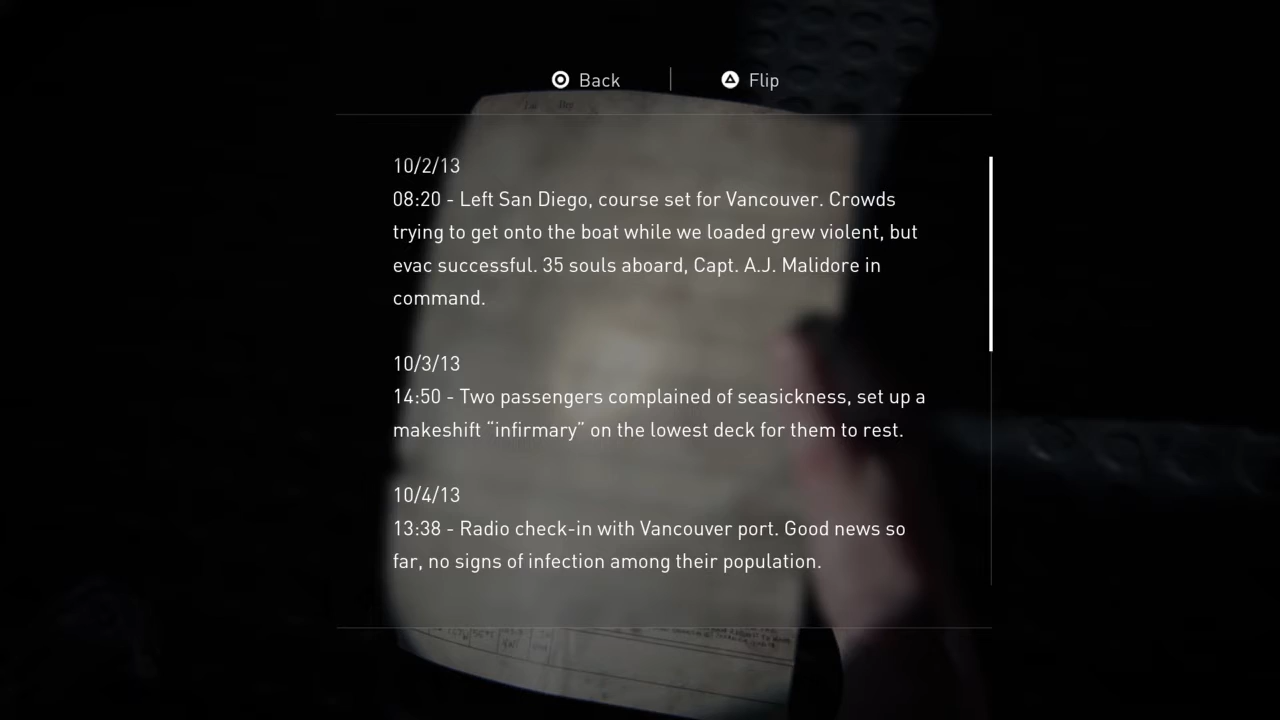 Back
Flip
10/2/13
08:20 - Left San Diego, course set for Vancouver. Crowds
trying to get onto the boat while we loaded grew violent, but
evac successful. 35 souls aboard, Capt. A.J. Malidore in
command.
10/3/13
14:50 - Two passengers complained of seasickness, set up a
makeshift “infirmary” on the lowest deck for them to rest.
10/4/13
13:38 - Radio check-in with Vancouver port. Good news so
far, no signs of infection among their population.